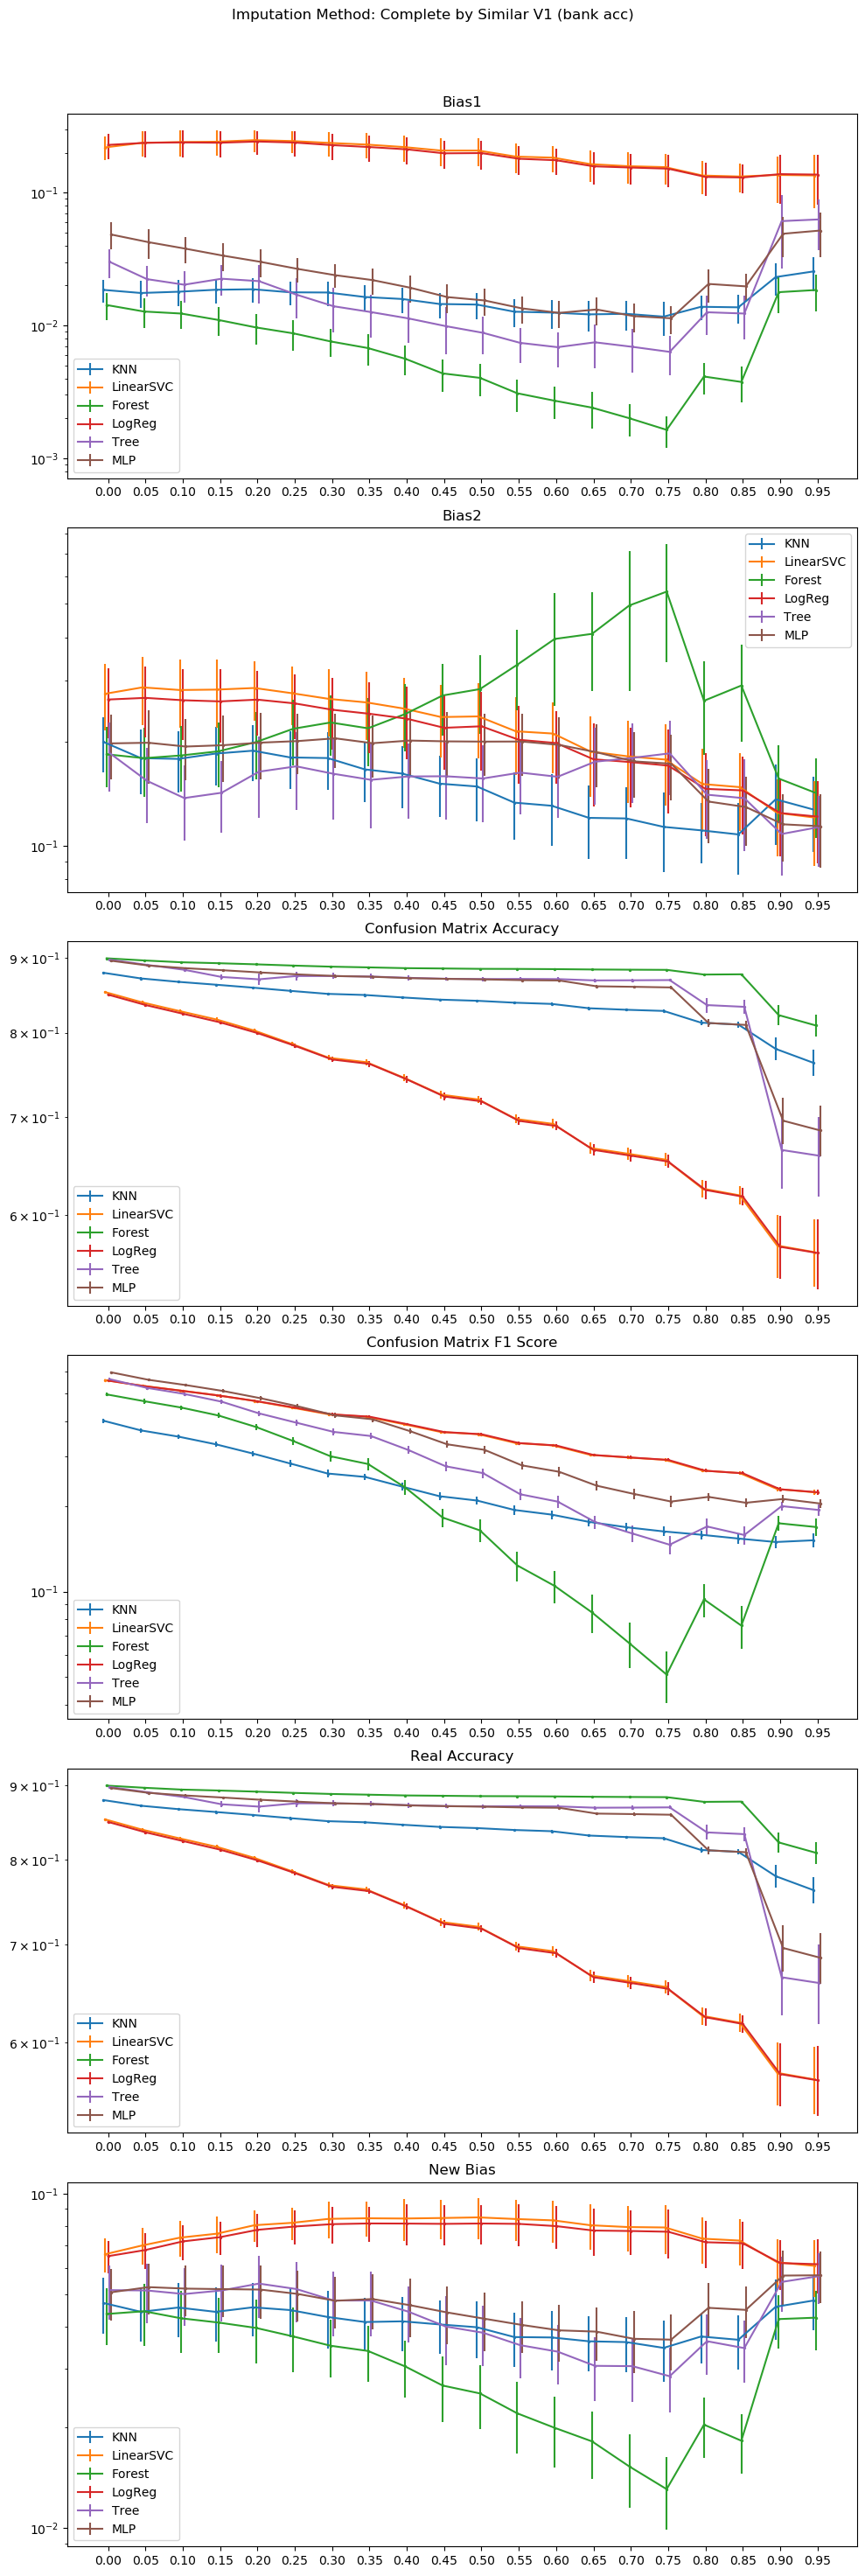 Imputation Method: Complete by Similar V1 (bank acc)
Bias1
10⁻¹
10⁻²
10⁻³
KNN
LinearSVC
Forest
LogReg
Tree
MLP
0.00 0.05 0.10 0.15 0.20 0.25 0.30 0.35 0.40 0.45 0.50 0.55 0.60 0.65 0.70 0.75 0.80 0.85 0.90 0.95
Bias2
10⁻¹
KNN
LinearSVC
Forest
LogReg
Tree
MLP
0.00 0.05 0.10 0.15 0.20 0.25 0.30 0.35 0.40 0.45 0.50 0.55 0.60 0.65 0.70 0.75 0.80 0.85 0.90 0.95
Confusion Matrix Accuracy
9 × 10⁻¹
8 × 10⁻¹
7 × 10⁻¹
6 × 10⁻¹
KNN
LinearSVC
Forest
LogReg
Tree
MLP
0.00 0.05 0.10 0.15 0.20 0.25 0.30 0.35 0.40 0.45 0.50 0.55 0.60 0.65 0.70 0.75 0.80 0.85 0.90 0.95
Confusion Matrix F1 Score
10⁻¹
KNN
LinearSVC
Forest
LogReg
Tree
MLP
0.00 0.05 0.10 0.15 0.20 0.25 0.30 0.35 0.40 0.45 0.50 0.55 0.60 0.65 0.70 0.75 0.80 0.85 0.90 0.95
Real Accuracy
9 × 10⁻¹
8 × 10⁻¹
7 × 10⁻¹
6 × 10⁻¹
KNN
LinearSVC
Forest
LogReg
Tree
MLP
0.00 0.05 0.10 0.15 0.20 0.25 0.30 0.35 0.40 0.45 0.50 0.55 0.60 0.65 0.70 0.75 0.80 0.85 0.90 0.95
New Bias
10⁻¹
10⁻²
KNN
LinearSVC
Forest
LogReg
Tree
MLP
0.00 0.05 0.10 0.15 0.20 0.25 0.30 0.35 0.40 0.45 0.50 0.55 0.60 0.65 0.70 0.75 0.80 0.85 0.90 0.95